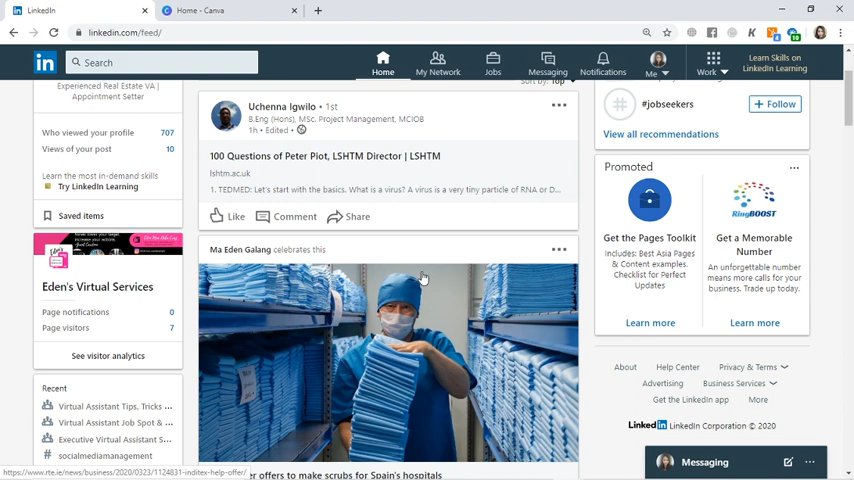 LinkedIn
Home - Canva
linkedin.com/feed/
4
10
in
Search
Home
My Network
Jobs
Messaging
Notifications
Me
Work
Learn Skills on
LinkedIn Learning
Experienced Real Estate VA |
Appointment Setter
Who viewed your profile 707
Views of your post 10
Learn the most in-demand skills
Try LinkedIn Learning
Saved items
Eden's Virtual Services
Page notifications 0
Page visitors 7
See visitor analytics
Recent
Virtual Assistant Tips, Tricks ...
Virtual Assistant Job Spot & ...
Executive Virtual Assistant S...
# socialmediamanagement
https://www.rte.ie/news/business/2020/0323/1124831-inditex-help-offer/
Sort by: Top
Uchenna Igwilo • 1st
B.Eng (Hons), MSc. Project Management, MCIOB
1h • Edited •
100 Questions of Peter Piot, LSHTM Director | LSHTM
lshtm.ac.uk
1. TEDMED: Let's start with the basics. What is a virus? A virus is a very tiny particle of RNA or D...
Like
Comment
Share
Ma Eden Galang celebrates this
er offers to make scrubs for Spain's hospitals
# #jobseekers
+ Follow
View all recommendations
Promoted
RingBOOST
Get the Pages Toolkit
Includes: Best Asia Pages
& Content examples.
Checklist for Perfect
Updates
Learn more
Get a Memorable
Number
An unforgettable number
means more calls for your
business. Trade up today.
Learn more
About Help Center Privacy & Terms
Advertising Business Services
Get the LinkedIn app More
LinkedIn LinkedIn Corporation © 2020
Messaging